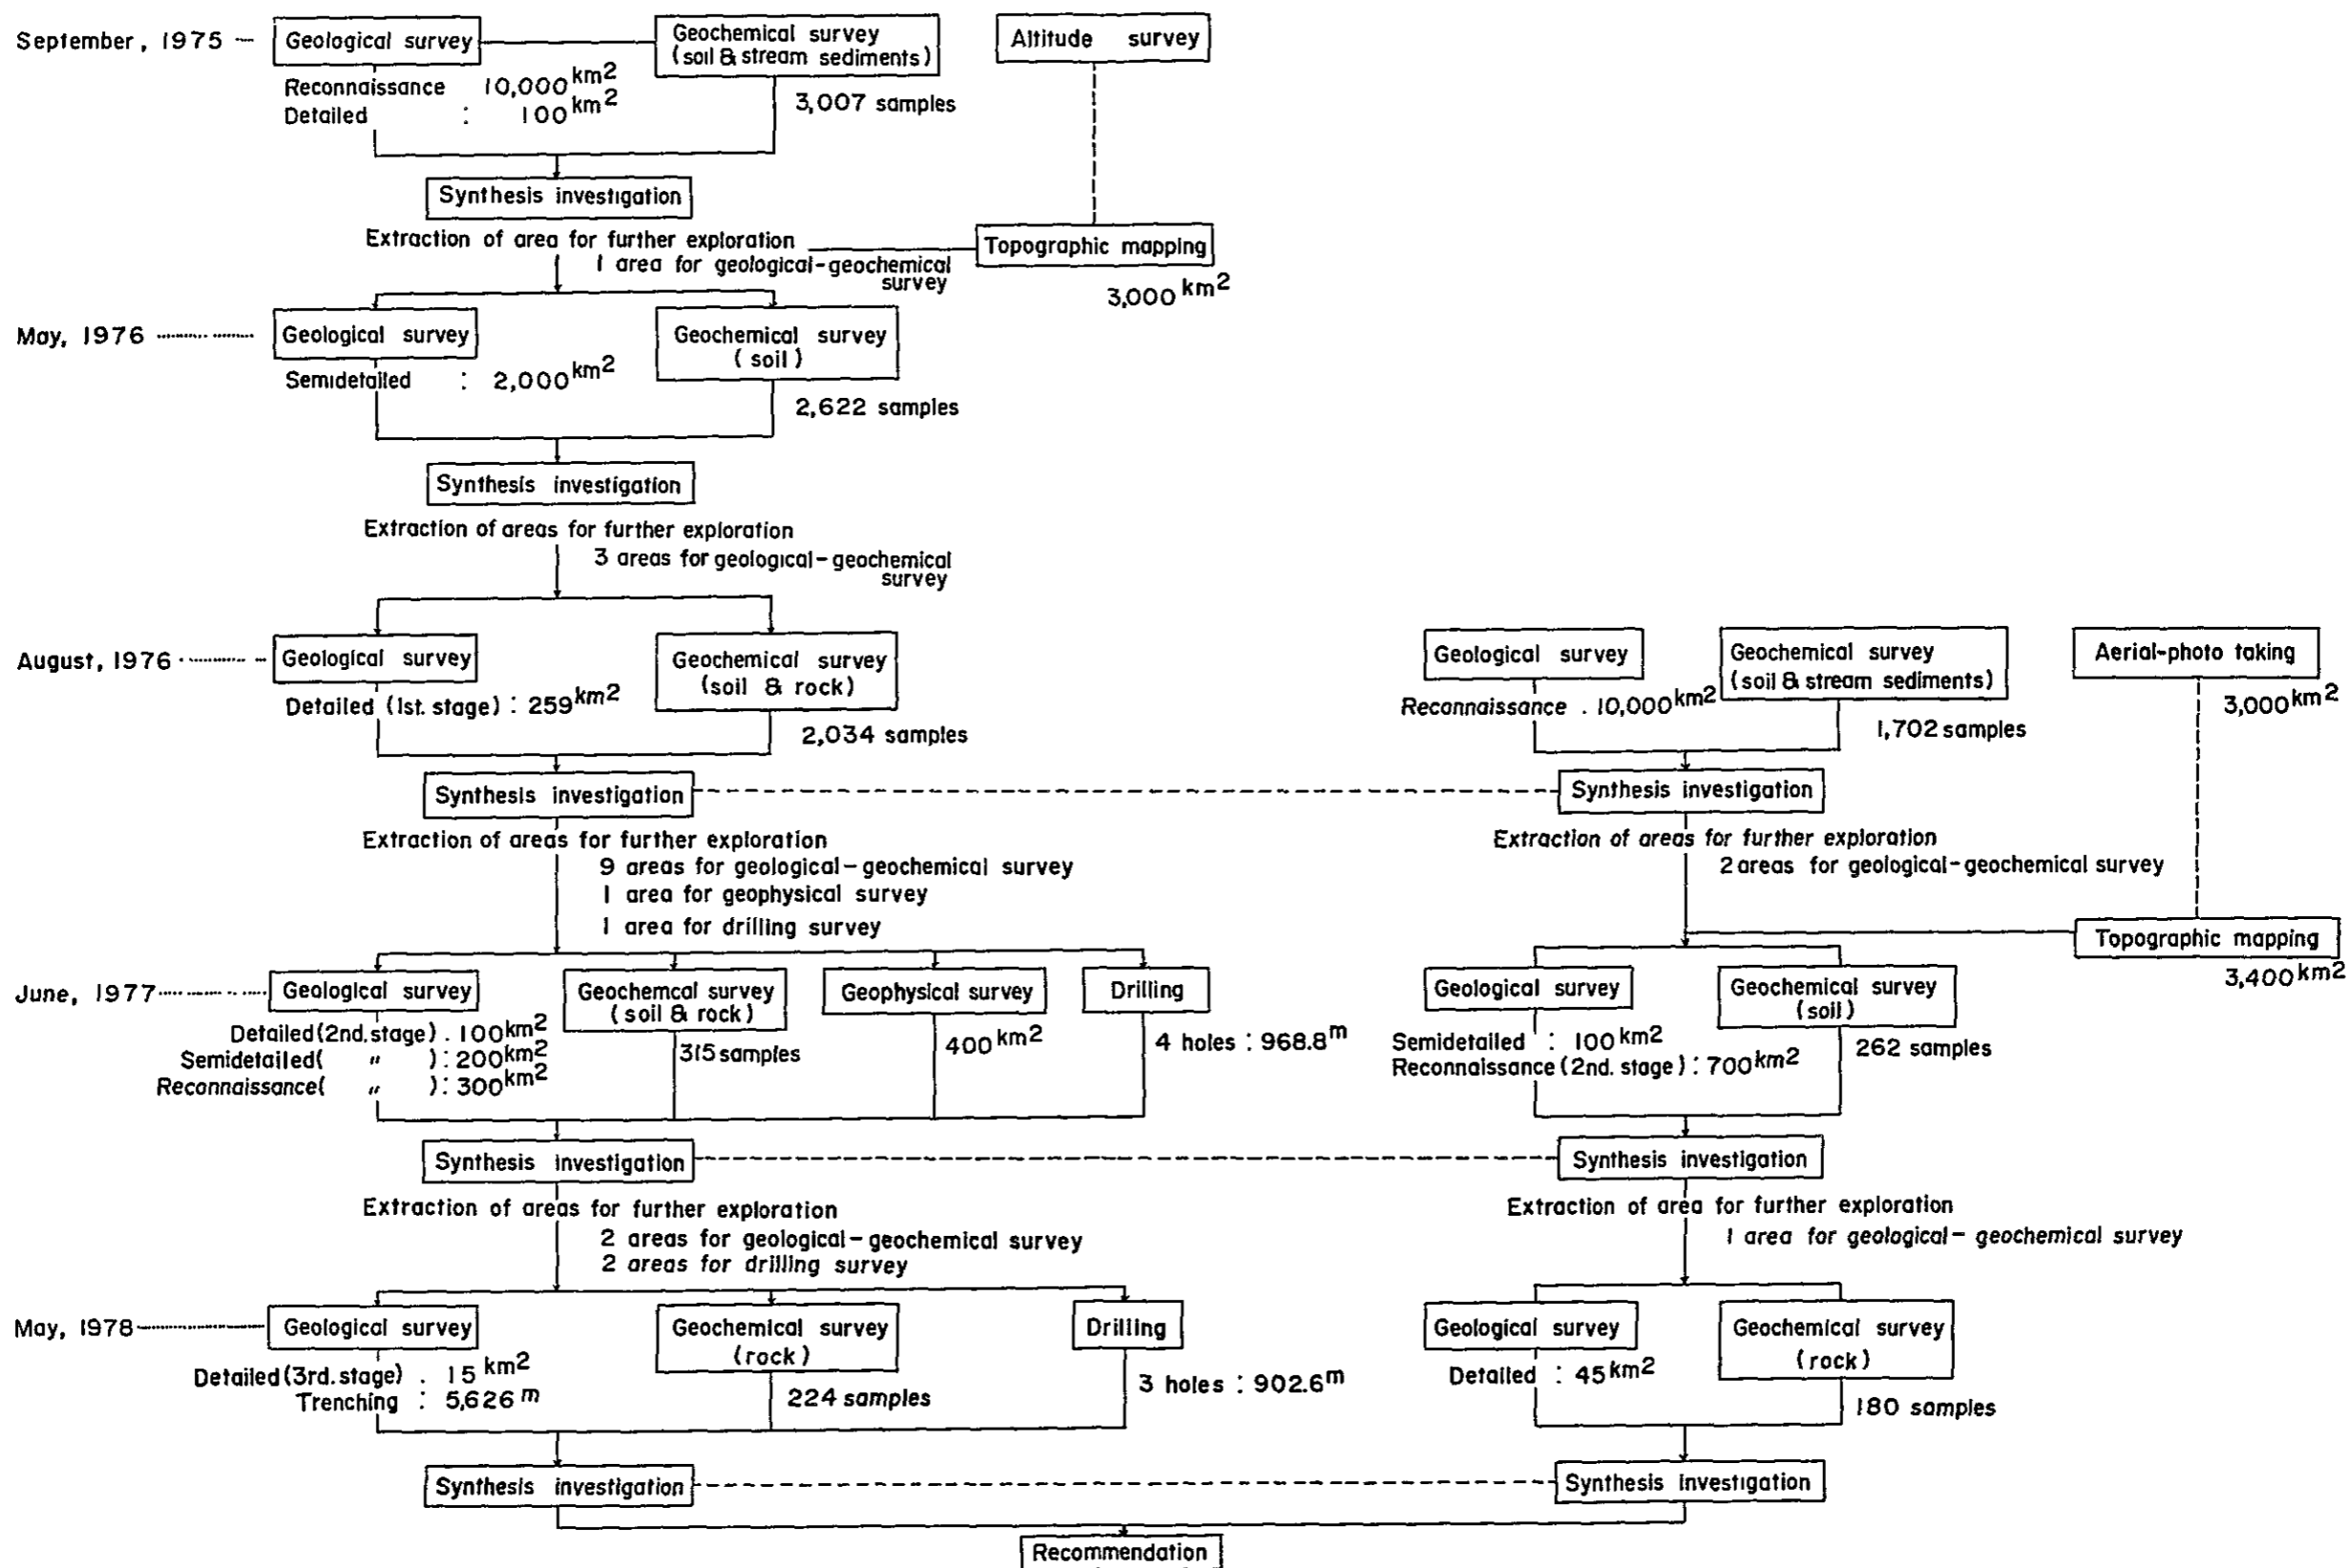 September, 1975
Geological survey
Geochemical survey
(soil & stream sediments)
Altitude survey
Reconnaissance 10,000 km2
Detailed : 100 km2
3,007 samples
Synthesis investigation
Extraction of area for further exploration
1 area for geological-geochemical
survey
Topographic mapping
3,000 km2
May, 1976
Geological survey
Geochemical survey
(soil)
Semidetailed : 2,000 km2
2,622 samples
Synthesis investigation
Extraction of areas for further exploration
3 areas for geological-geochemical
survey
August, 1976
Geological survey
Geochemical survey
(soil & rock)
Detailed (1st. stage) : 259 km2
2,034 samples
Geological survey
Geochemical survey
(soil & stream sediments)
Aerial-photo taking
Reconnaissance . 10,000 km2
1,702 samples
3,000 km2
Synthesis investigation
Synthesis investigation
Extraction of areas for further exploration
9 areas for geological-geochemical survey
1 area for geophysical survey
1 area for drilling survey
Extraction of areas for further exploration
2 areas for geological-geochemical survey
Topographic mapping
3,400 km2
June, 1977
Geological survey
Geochemcal survey
(soil & rock)
Geophysical survey
Drilling
Detailed (2nd. stage) . 100 km2
Semidetailed ( " ) : 200 km2
Reconnaissance ( " ) : 300 km2
315 samples
400 km2
4 holes : 968.8 m
Geological survey
Geochemical survey
(soil)
Semidetailed : 100 km2
Reconnaissance (2nd. stage) : 700 km2
262 samples
Synthesis investigation
Synthesis investigation
Extraction of areas for further exploration
2 areas for geological-geochemical survey
2 areas for drilling survey
Extraction of area for further exploration
1 area for geological-geochemical survey
May, 1978
Geological survey
Geochemical survey
(rock)
Drilling
Detailed (3rd. stage) . 15 km2
Trenching : 5,626 m
224 samples
3 holes : 902.6 m
Geological survey
Geochemical survey
(rock)
Detailed : 45 km2
180 samples
Synthesis investigation
Synthesis investigation
Recommendation